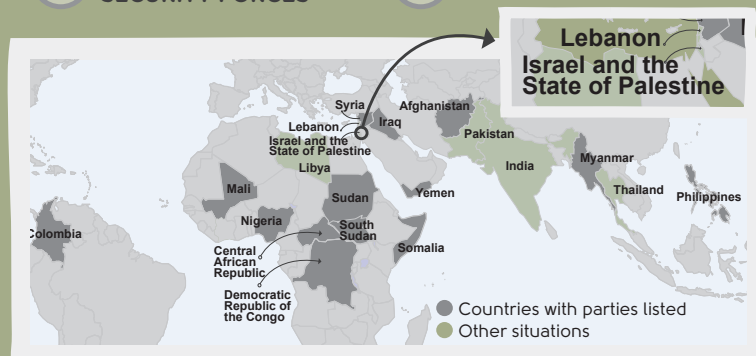 SECURITY FORCES
Lebanon
Israel and the
State of Palestine
Syria
Afghanistan
Lebanon
Iraq
Israel and the
State of Palestine
Pakistan
Libya
India
Myanmar
Mali
Thailand
Sudan
Yemen
Philippines
Nigeria
South
Sudan
Colombia
Somalia
Central
African
Republic
Democratic
Republic of
the Congo
Countries with parties listed
Other situations